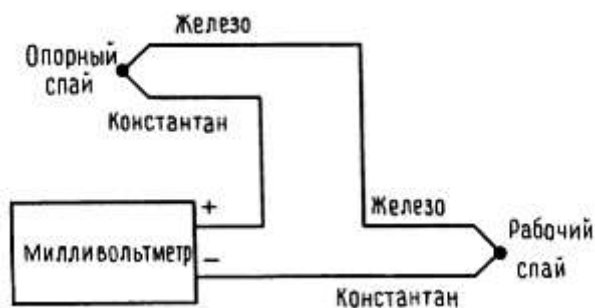 Железо
Опорный
спай
Константан
+
Милливольтметр
−
Железо
Рабочий
спай
Константан